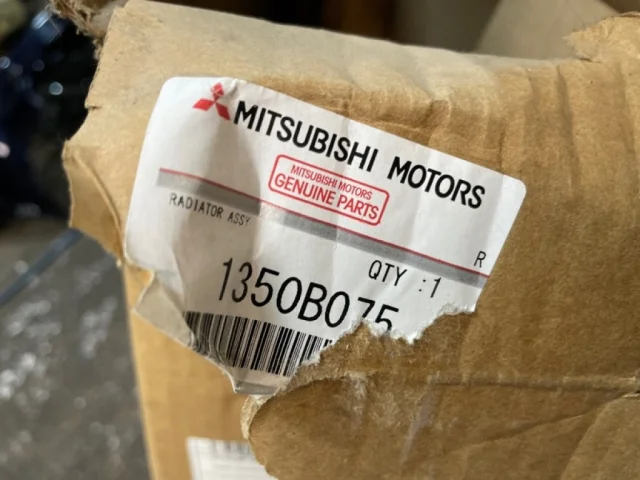 MITSUBISHI MOTORS
MITSUBISHI MOTORS
GENUINE PARTS
RADIATOR ASSY
R
QTY : 1
1350B075